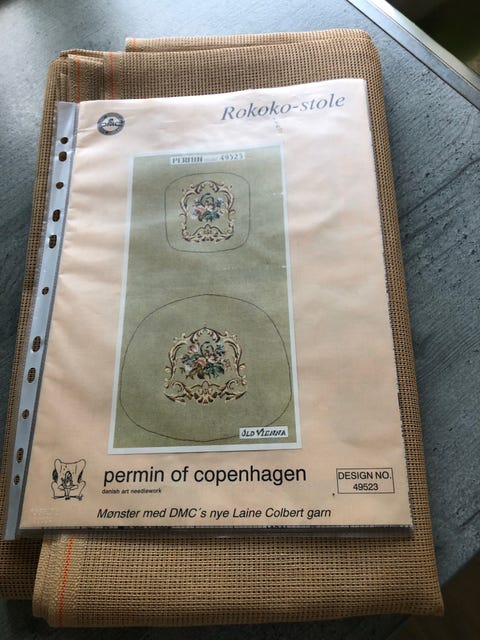 Rokoko-stole
DMC
PERMIN 49523
OLD VIENNA
permin of copenhagen
danish art needlework
DESIGN NO.
49523
Mønster med DMC´s nye Laine Colbert garn